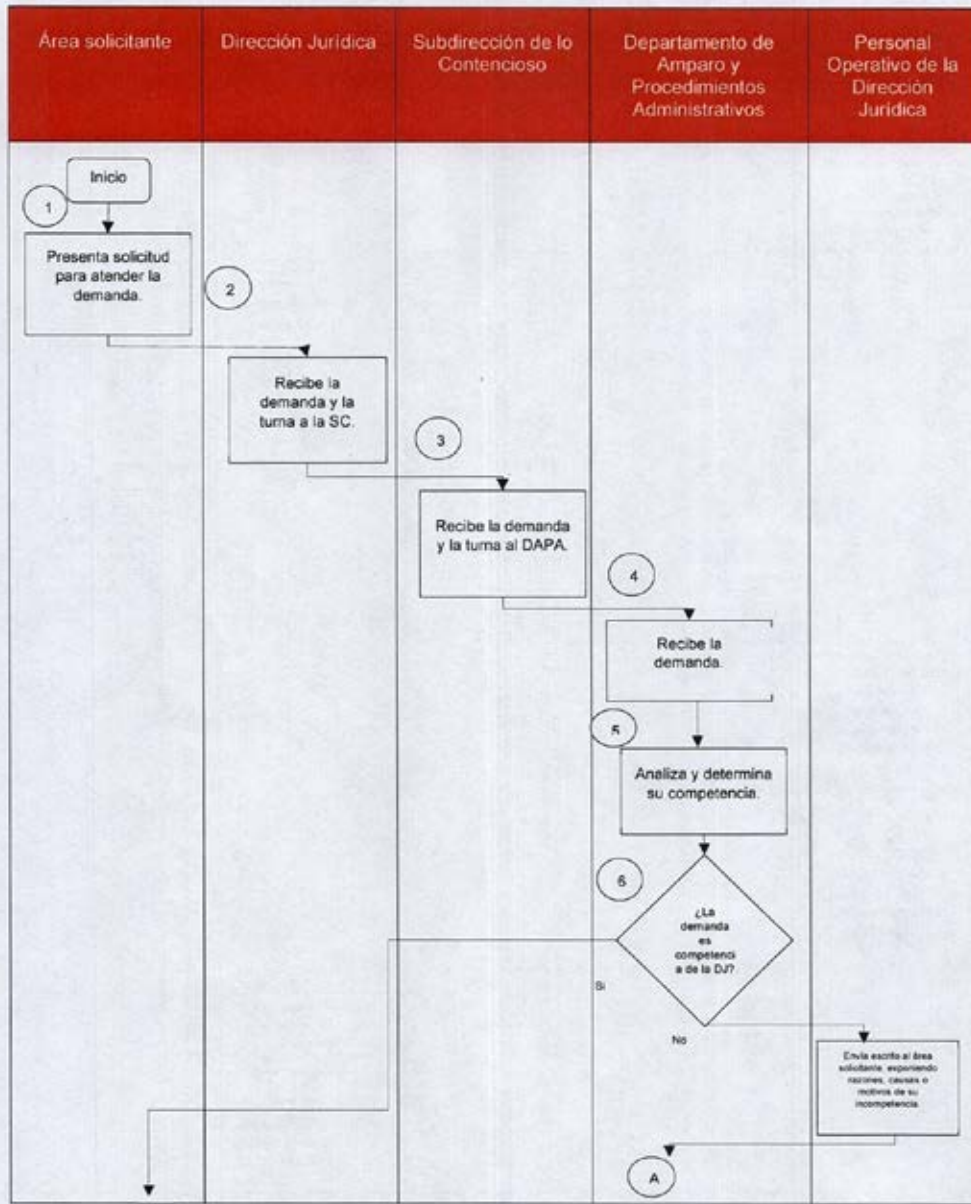 Área solicitante
Dirección Jurídica
Subdirección de lo
Contencioso
Departamento de
Amparo y
Procedimientos
Administrativos
Personal
Operativo de la
Dirección
Jurídica
Inicio
1
Presenta solicitud
para atender la
demanda.
2
Recibe la
demanda y la
turna a la SC.
3
Recibe la demanda
y la turna al DAPA.
4
Recibe la
demanda.
5
Analiza y determina
su competencia.
6
¿La
demanda
es
competenci
a de la DJ?
Si
No
Envía escrito al área
solicitante, exponiendo
razones, causas o
motivos de su
incompetencia.
A